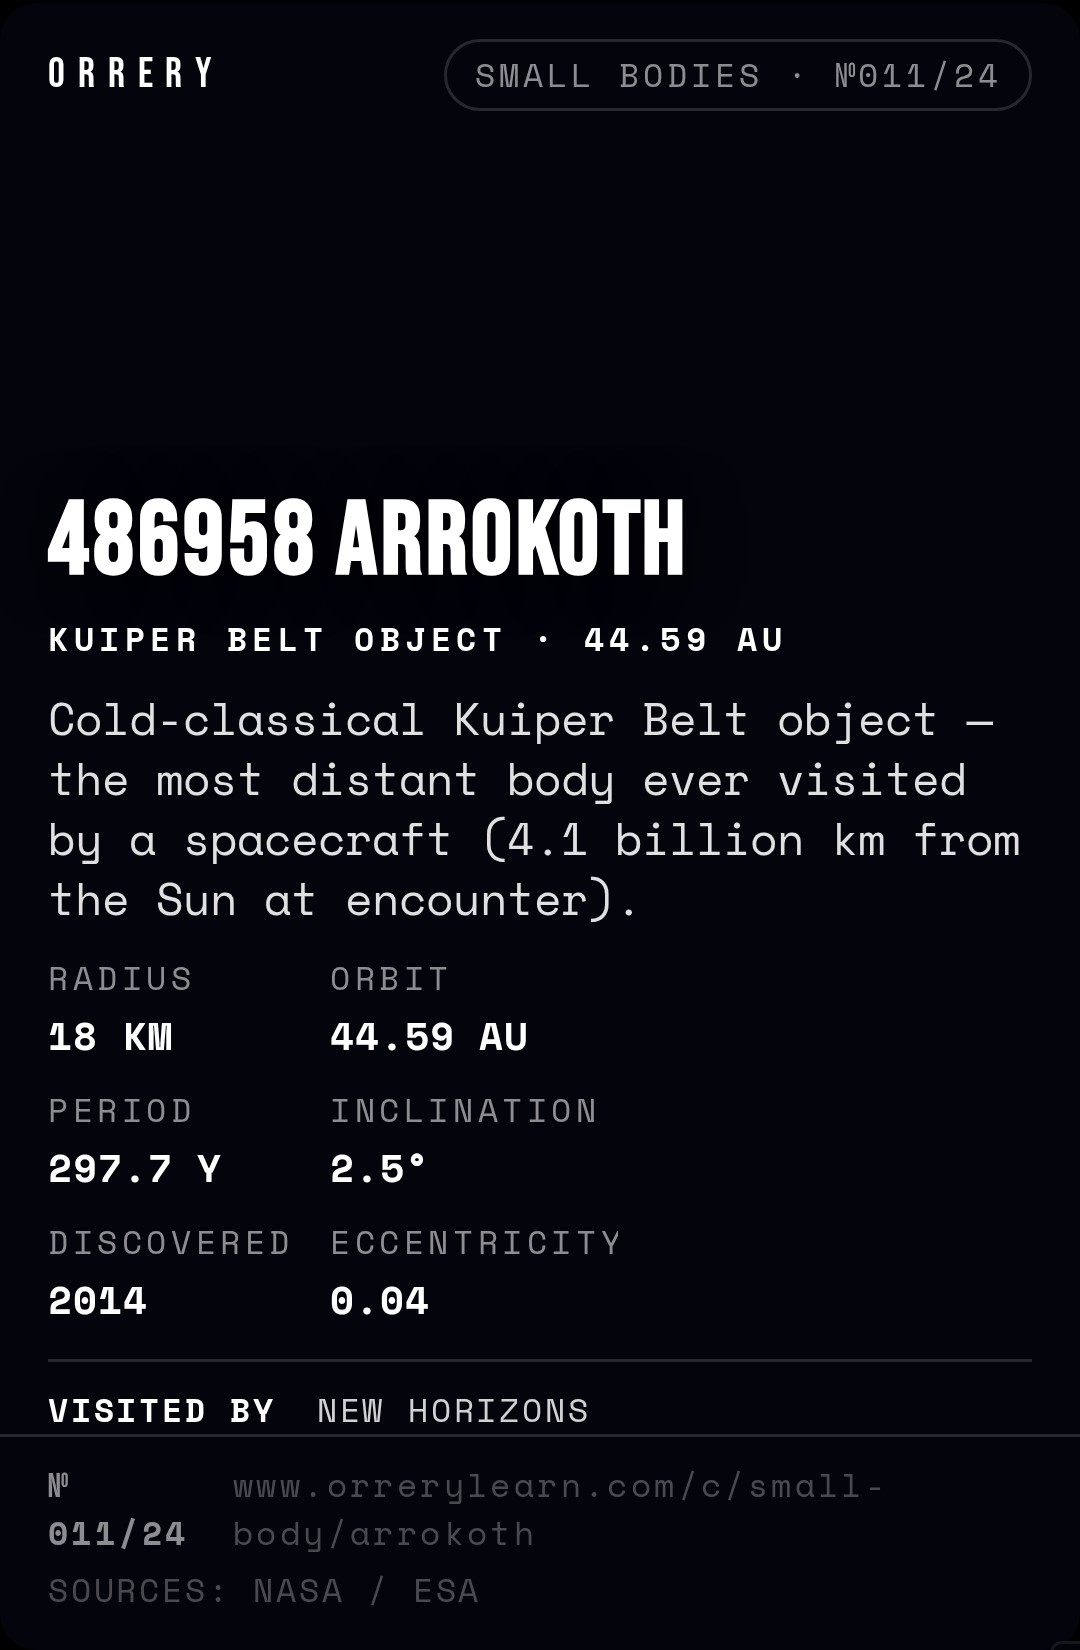 ORRERY
SMALL BODIES · №011/24
486958 ARROKOTH
KUIPER BELT OBJECT · 44.59 AU
Cold-classical Kuiper Belt object —
the most distant body ever visited
by a spacecraft (4.1 billion km from
the Sun at encounter).
RADIUS ORBIT
18 KM 44.59 AU
PERIOD INCLINATION
297.7 Y 2.5°
DISCOVERED ECCENTRICITY
2014 0.04
VISITED BY NEW HORIZONS
№ www.orrerylearn.com/c/small-
011/24 body/arrokoth
SOURCES: NASA / ESA